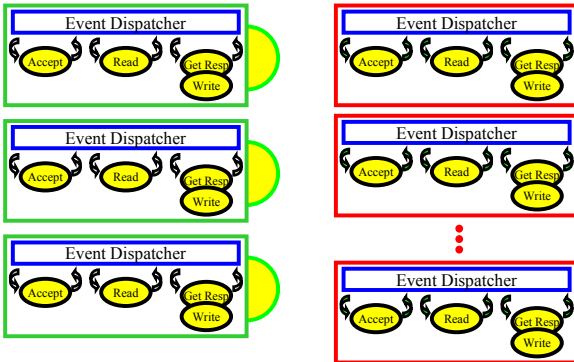 Event Dispatcher
Accept Read Get Resp
Write
Event Dispatcher
Accept Read Get Resp
Write
Event Dispatcher
Accept Read Get Resp
Write
Event Dispatcher
Accept Read Get Resp
Write
Event Dispatcher
Accept Read Get Resp
Write
Event Dispatcher
Accept Read Get Resp
Write